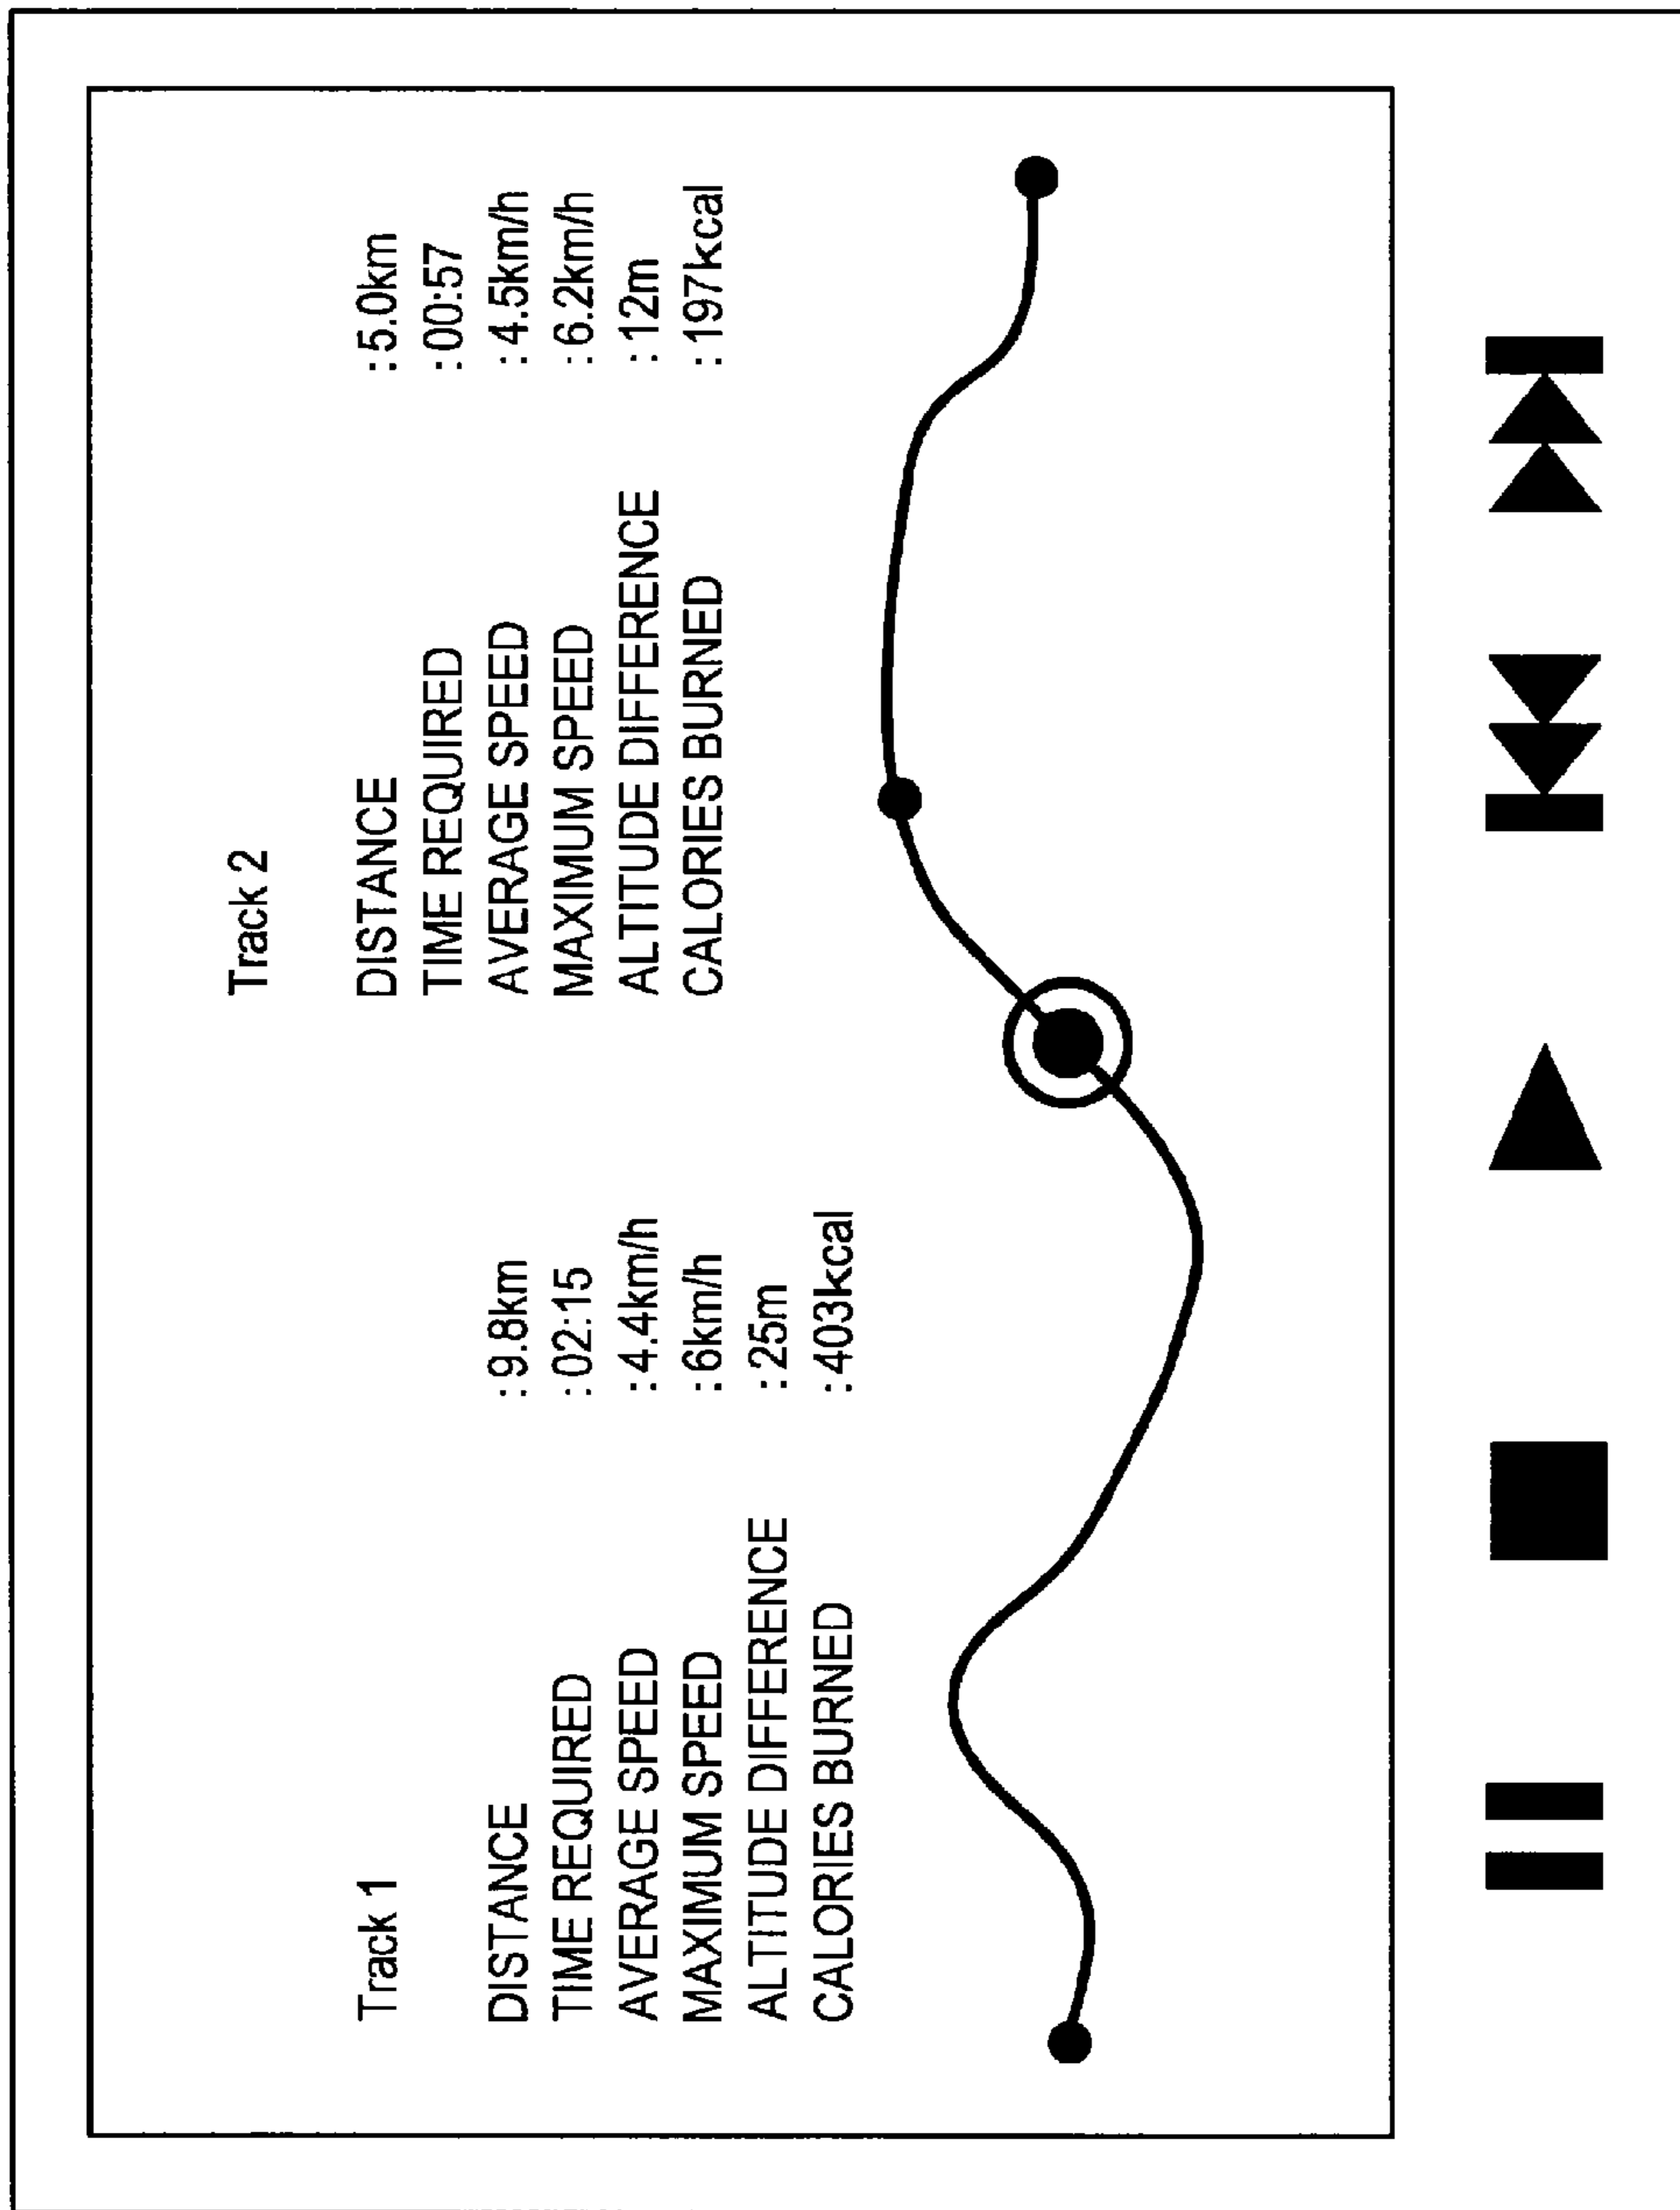 Track 1
DISTANCE :9.8km
TIME REQUIRED :02:15
AVERAGE SPEED :4.4km/h
MAXIMUM SPEED :6km/h
ALTITUDE DIFFERENCE :25m
CALORIES BURNED :403kcal
Track 2
DISTANCE :5.0km
TIME REQUIRED :00:57
AVERAGE SPEED :4.5km/h
MAXIMUM SPEED :6.2km/h
ALTITUDE DIFFERENCE :12m
CALORIES BURNED :197kcal